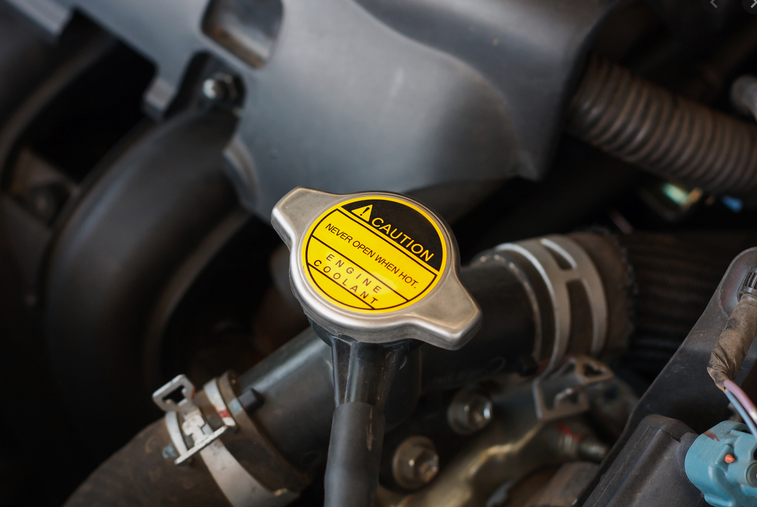 CAUTION
NEVER OPEN WHEN HOT.
ENGINE
COOLANT